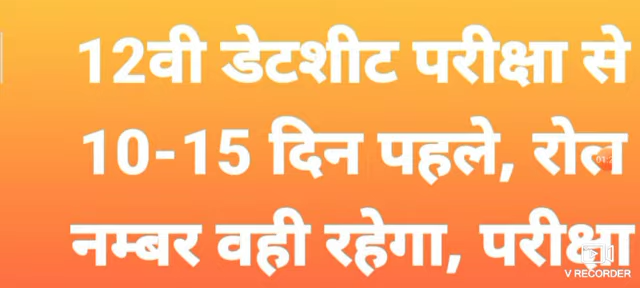 12वी डेटशीट परीक्षा से
10-15 दिन पहले, रोल
नम्बर वही रहेगा, परीक्षा
V RECORDER